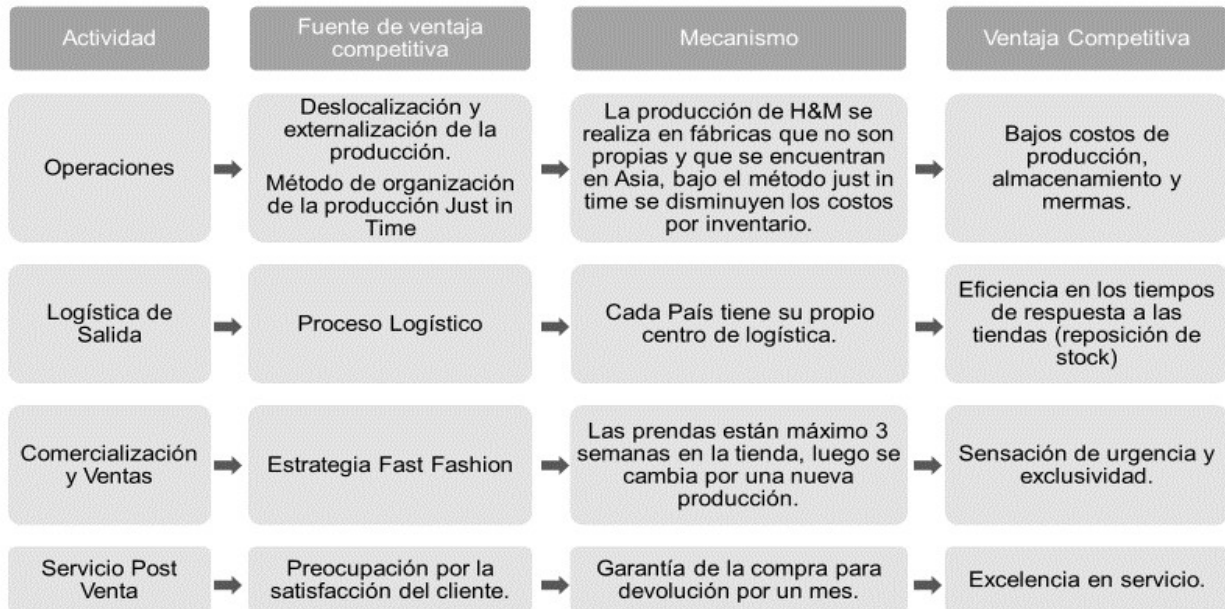 Actividad
Fuente de ventaja
competitiva
Mecanismo
Ventaja Competitiva
Operaciones
Deslocalización y
externalización de la
producción.
Método de organización
de la producción Just in
Time
La producción de H&M se
realiza en fábricas que no son
propias y que se encuentran
en Asia, bajo el método just in
time se disminuyen los costos
por inventario.
Bajos costos de
producción,
almacenamiento y
mermas.
Logística de
Salida
Proceso Logístico
Cada País tiene su propio
centro de logística.
Eficiencia en los tiempos
de respuesta a las
tiendas (reposición de
stock)
Comercialización
y Ventas
Estrategia Fast Fashion
Las prendas están máximo 3
semanas en la tienda, luego se
cambia por una nueva
producción.
Sensación de urgencia y
exclusividad.
Servicio Post
Venta
Preocupación por la
satisfacción del cliente.
Garantía de la compra para
devolución por un mes.
Excelencia en servicio.